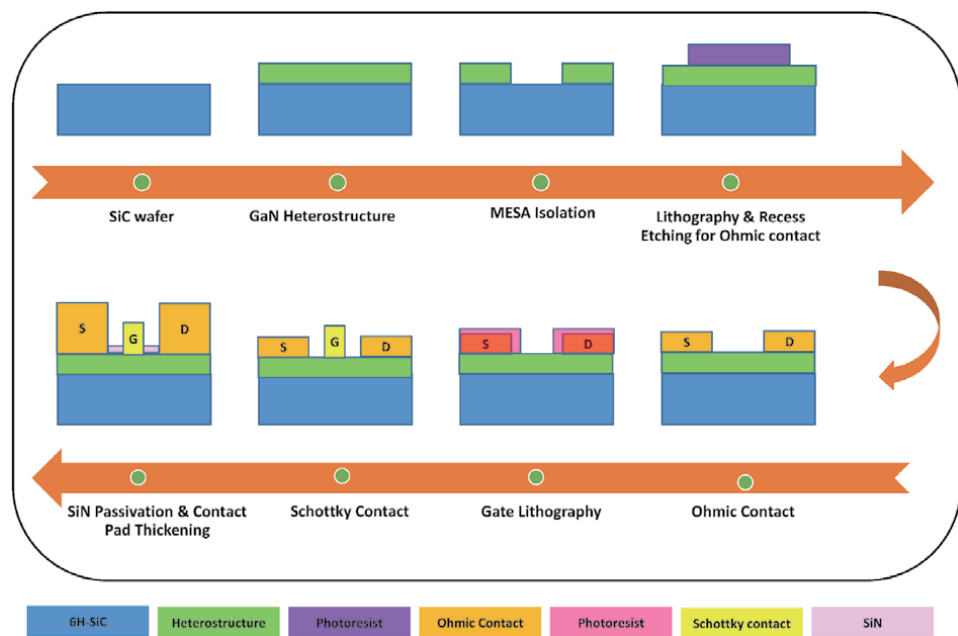 SiC wafer
GaN Heterostructure
MESA Isolation
Lithography & Recess
Etching for Ohmic contact
S
G
D
S
G
D
S
D
S
D
SiN Passivation & Contact
Pad Thickening
Schottky Contact
Gate Lithography
Ohmic Contact
6H-SiC
Heterostructure
Photoresist
Ohmic Contact
Photoresist
Schottky contact
SiN